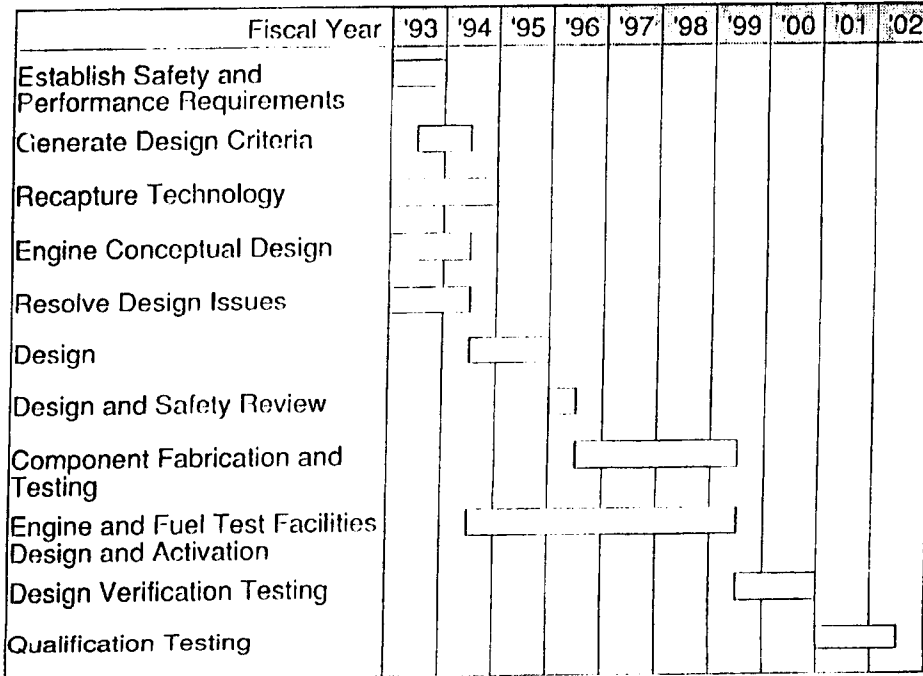 Fiscal Year '93 '94 '95 '96 '97 '98 '99 '00 '01 '02
Establish Safety and
Performance Requirements
Generate Design Criteria
Recapture Technology
Engine Conceptual Design
Resolve Design Issues
Design
Design and Safety Review
Component Fabrication and
Testing
Engine and Fuel Test Facilities
Design and Activation
Design Verification Testing
Qualification Testing